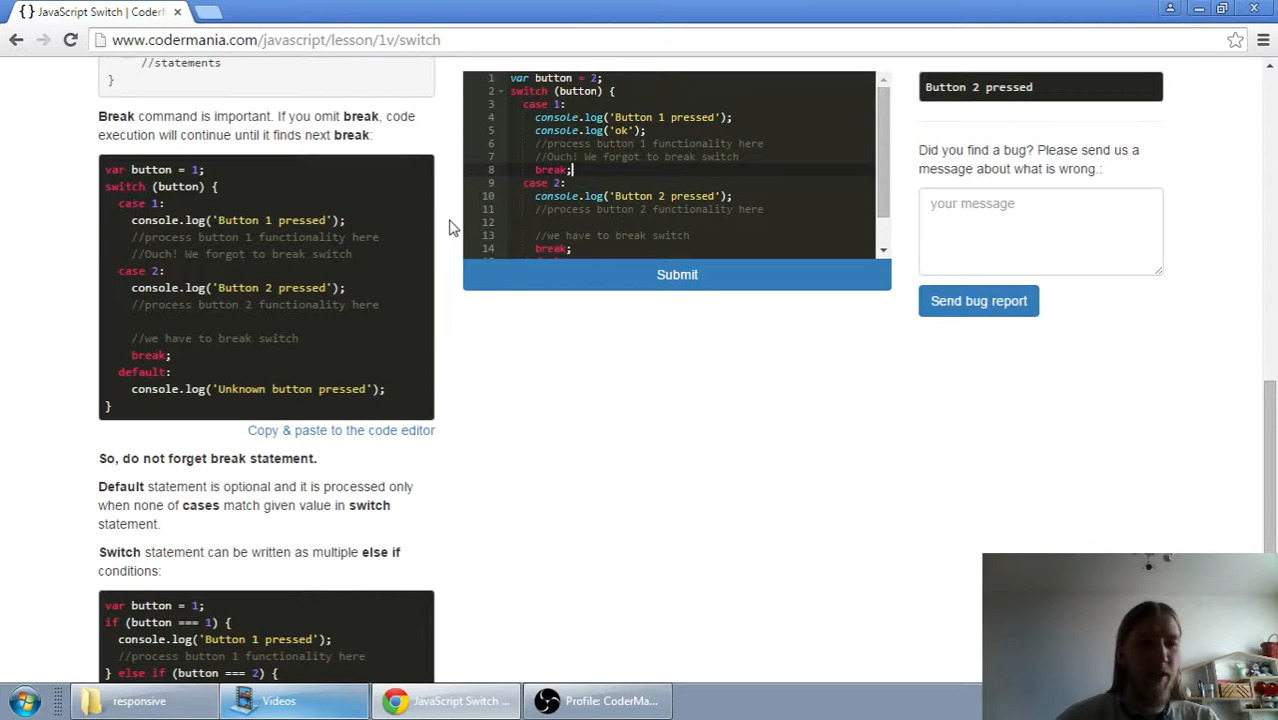 JavaScript Switch | Coder
www.codermania.com/javascript/lesson/1v/switch
//statements
}
Break command is important. If you omit break, code
execution will continue until it finds next break:
var button = 1;
switch (button) {
case 1:
console.log('Button 1 pressed');
//process button 1 functionality here
//Ouch! We forgot to break switch
case 2:
console.log('Button 2 pressed');
//process button 2 functionality here
//we have to break switch
break;
default:
console.log('Unknown button pressed');
}
Copy & paste to the code editor
So, do not forget break statement.
Default statement is optional and it is processed only
when none of cases match given value in switch
statement.
Switch statement can be written as multiple else if
conditions:
var button = 1;
if (button === 1) {
console.log('Button 1 pressed');
//process button 1 functionality here
} else if (button === 2) {
1 var button = 2;
2 switch (button) {
3 case 1:
4 console.log('Button 1 pressed');
5 console.log('ok');
6 //process button 1 functionality here
7 //Ouch! We forgot to break switch
8 break;
9 case 2:
10 console.log('Button 2 pressed');
11 //process button 2 functionality here
12
13 //we have to break switch
14 break;
Submit
Button 2 pressed
Did you find a bug? Please send us a
message about what is wrong.:
your message
Send bug report
responsive
Videos
JavaScript Switch ...
Profile: CoderMa...